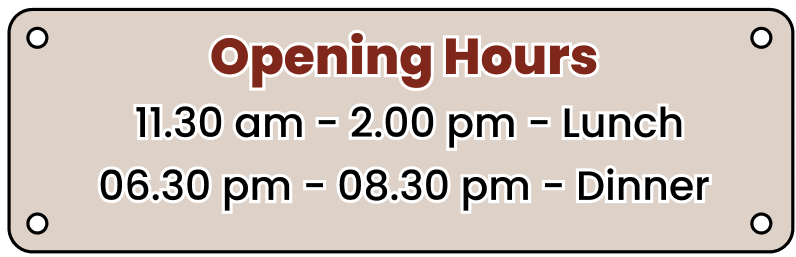 Opening Hours
11.30 am - 2.00 pm - Lunch
06.30 pm - 08.30 pm - Dinner